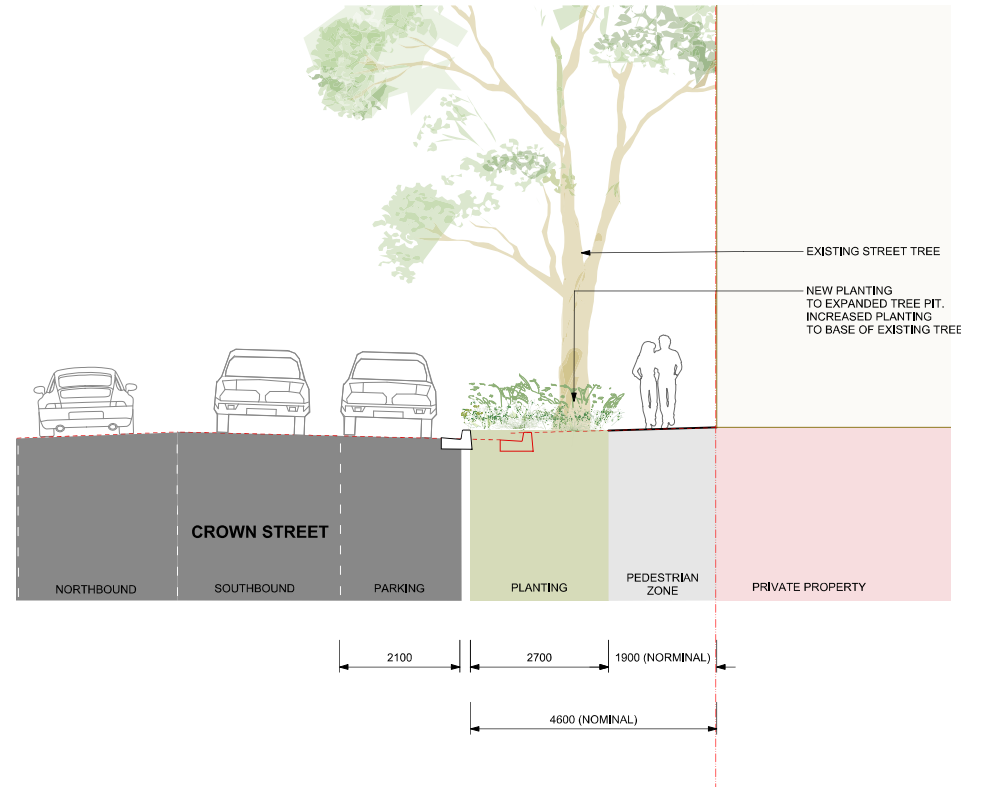 EXISTING STREET TREE
NEW PLANTING
TO EXPANDED TREE PIT.
INCREASED PLANTING
TO BASE OF EXISTING TREE
CROWN STREET
NORTHBOUND
SOUTHBOUND
PARKING
PLANTING
PEDESTRIAN
ZONE
PRIVATE PROPERTY
2100
2700
1900 (NORMINAL)
4600 (NOMINAL)